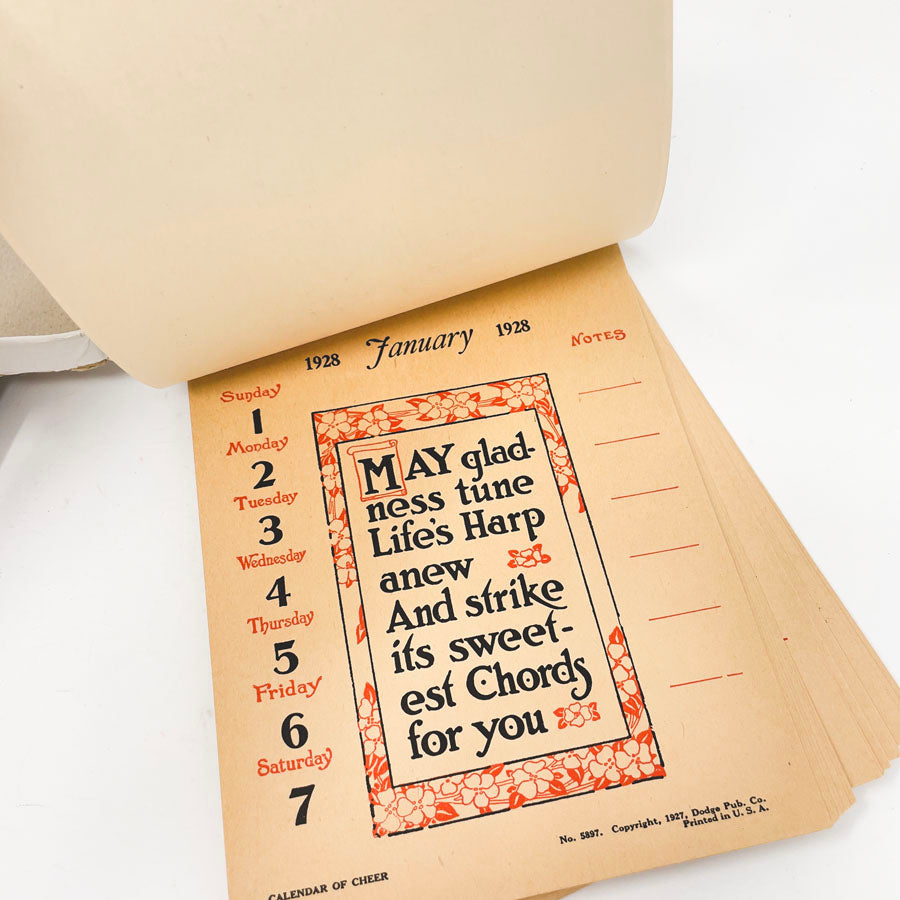 1928 January 1928
NOTES
Sunday
1
Monday
2
Tuesday
3
Wednesday
4
Thursday
5
Friday
6
Saturday
7
MAY glad-
ness tune
Life's Harp
anew
And strike
its sweet-
est Chords
for you
No. 5897. Copyright, 1927, Dodge Pub. Co.
Printed in U. S. A.
CALENDAR OF CHEER